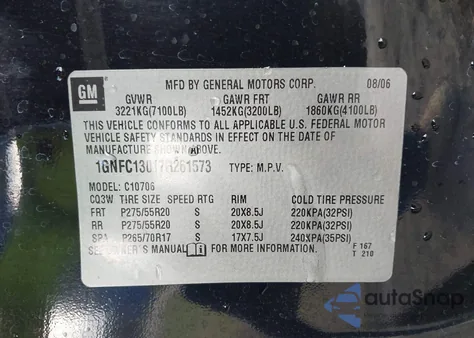 GM
MFD BY GENERAL MOTORS CORP. 08/06
GVWR GAWR FRT GAWR RR
3221KG(7100LB) 1452KG(3200LB) 1860KG(4100LB)
THIS VEHICLE CONFORMS TO ALL APPLICABLE U.S. FEDERAL MOTOR
VEHICLE SAFETY STANDARDS IN EFFECT ON THE DATE OF
MANUFACTURE SHOWN ABOVE.
1GNFC13017R261573 TYPE: M.P.V.
MODEL: C10706
CQ3W TIRE SIZE SPEED RTG RIM COLD TIRE PRESSURE
FRT P275/55R20 S 20X8.5J 220KPA(32PSI)
RR P275/55R20 S 20X8.5J 220KPA(32PSI)
SPA P265/70R17 S 17X7.5J 240KPA(35PSI)
SEE OWNER'S MANUAL FOR MORE INFORMATION.
F 167
T 210
autoSnap